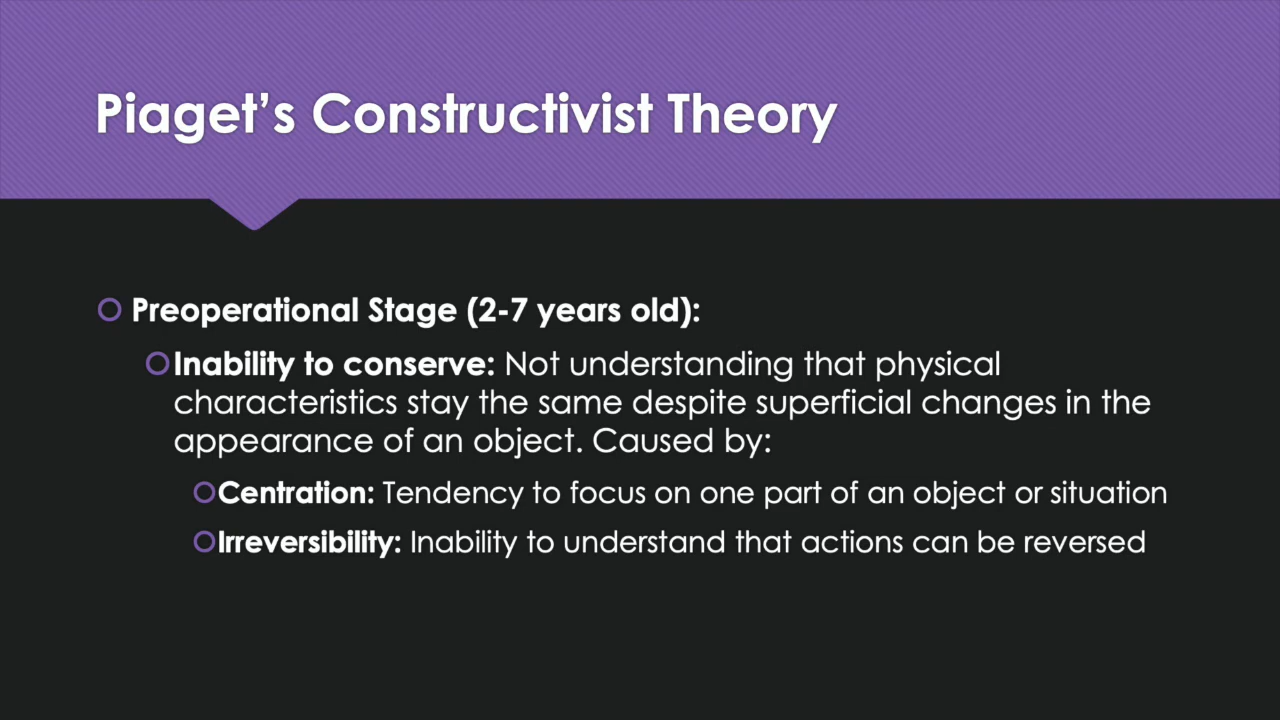 Piaget’s Constructivist Theory
Preoperational Stage (2-7 years old):
Inability to conserve: Not understanding that physical
characteristics stay the same despite superficial changes in the
appearance of an object. Caused by:
Centration: Tendency to focus on one part of an object or situation
Irreversibility: Inability to understand that actions can be reversed